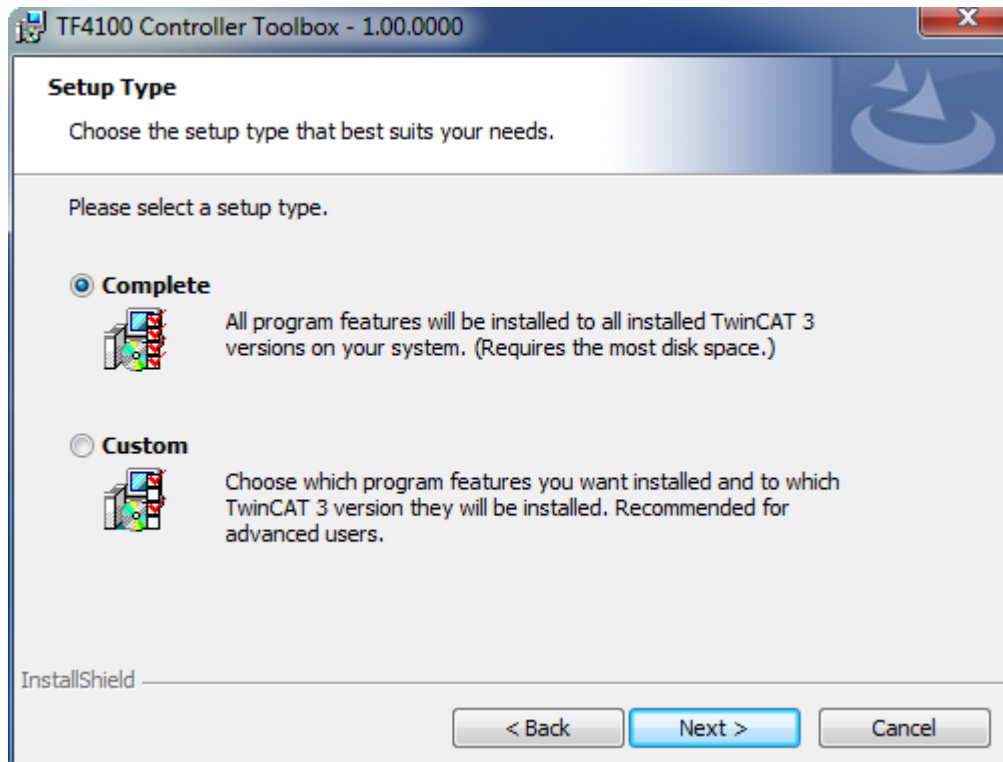 TF4100 Controller Toolbox - 1.00.0000
Setup Type
Choose the setup type that best suits your needs.
Please select a setup type.
Complete
All program features will be installed to all installed TwinCAT 3
versions on your system. (Requires the most disk space.)
Custom
Choose which program features you want installed and to which
TwinCAT 3 version they will be installed. Recommended for
advanced users.
InstallShield
< Back
Next >
Cancel